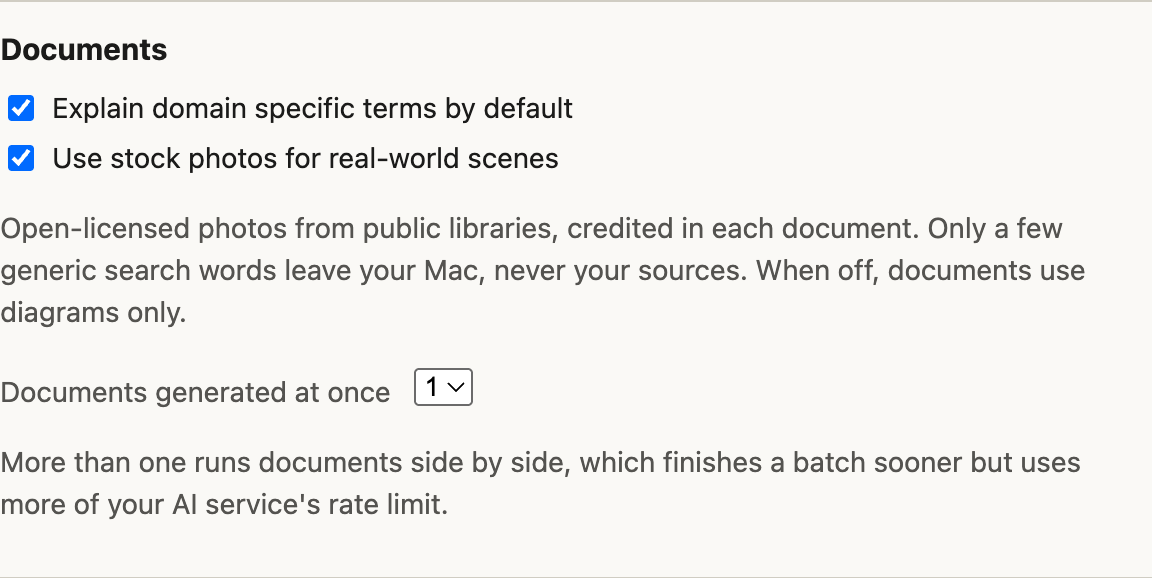 Documents
Explain domain specific terms by default
Use stock photos for real-world scenes
Open-licensed photos from public libraries, credited in each document. Only a few
generic search words leave your Mac, never your sources. When off, documents use
diagrams only.
Documents generated at once 1
More than one runs documents side by side, which finishes a batch sooner but uses
more of your AI service's rate limit.